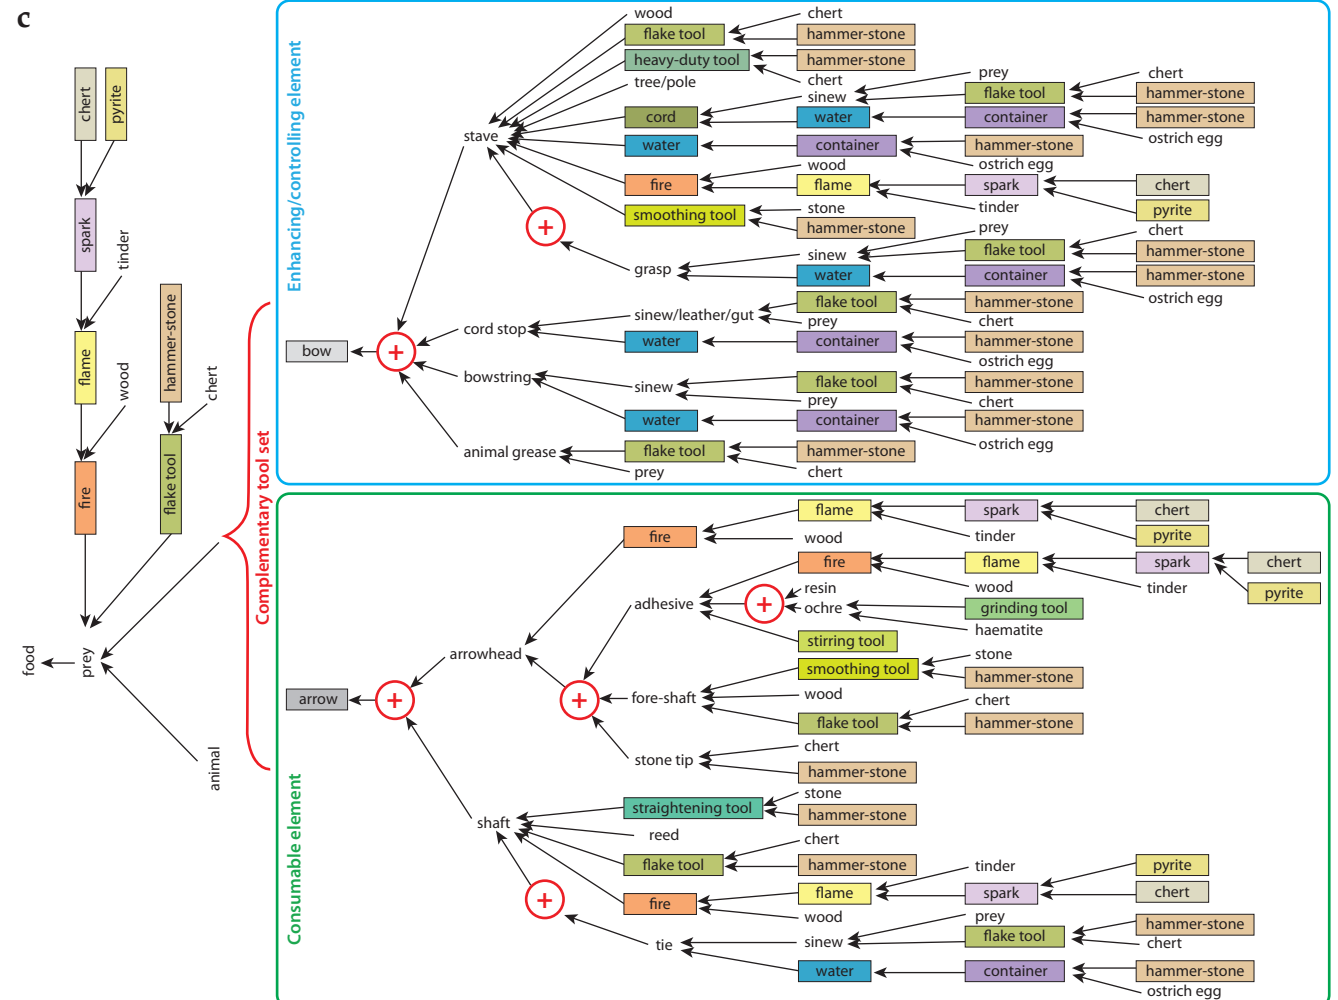 c
chert
pyrite
spark
tinder
flame
hammer-stone
wood
chert
fire
flake tool
food
prey
animal
Complementary tool set
Enhancing/controlling element
wood
chert
flake tool
hammer-stone
heavy-duty tool
hammer-stone
tree/pole
chert
prey
chert
sinew
flake tool
hammer-stone
cord
water
container
hammer-stone
stave
ostrich egg
water
container
hammer-stone
wood
ostrich egg
fire
flame
spark
chert
tinder
pyrite
smoothing tool
stone
hammer-stone
+
prey
chert
sinew
flake tool
hammer-stone
grasp
water
container
hammer-stone
ostrich egg
flake tool
hammer-stone
sinew/leather/gut
prey
chert
cord stop
water
container
hammer-stone
bow
+
ostrich egg
bowstring
sinew
flake tool
hammer-stone
prey
chert
water
container
hammer-stone
ostrich egg
animal grease
flake tool
hammer-stone
prey
chert
Consumable element
flame
spark
chert
fire
wood
tinder
pyrite
fire
flame
spark
chert
resin
wood
tinder
pyrite
adhesive
+
ochre
grinding tool
haematite
stirring tool
arrowhead
smoothing tool
stone
hammer-stone
arrow
+
+
fore-shaft
wood
chert
flake tool
hammer-stone
stone tip
chert
hammer-stone
straightening tool
stone
hammer-stone
shaft
reed
chert
flake tool
hammer-stone
tinder
pyrite
flame
spark
chert
+
fire
wood
prey
hammer-stone
tie
sinew
flake tool
chert
water
container
hammer-stone
ostrich egg